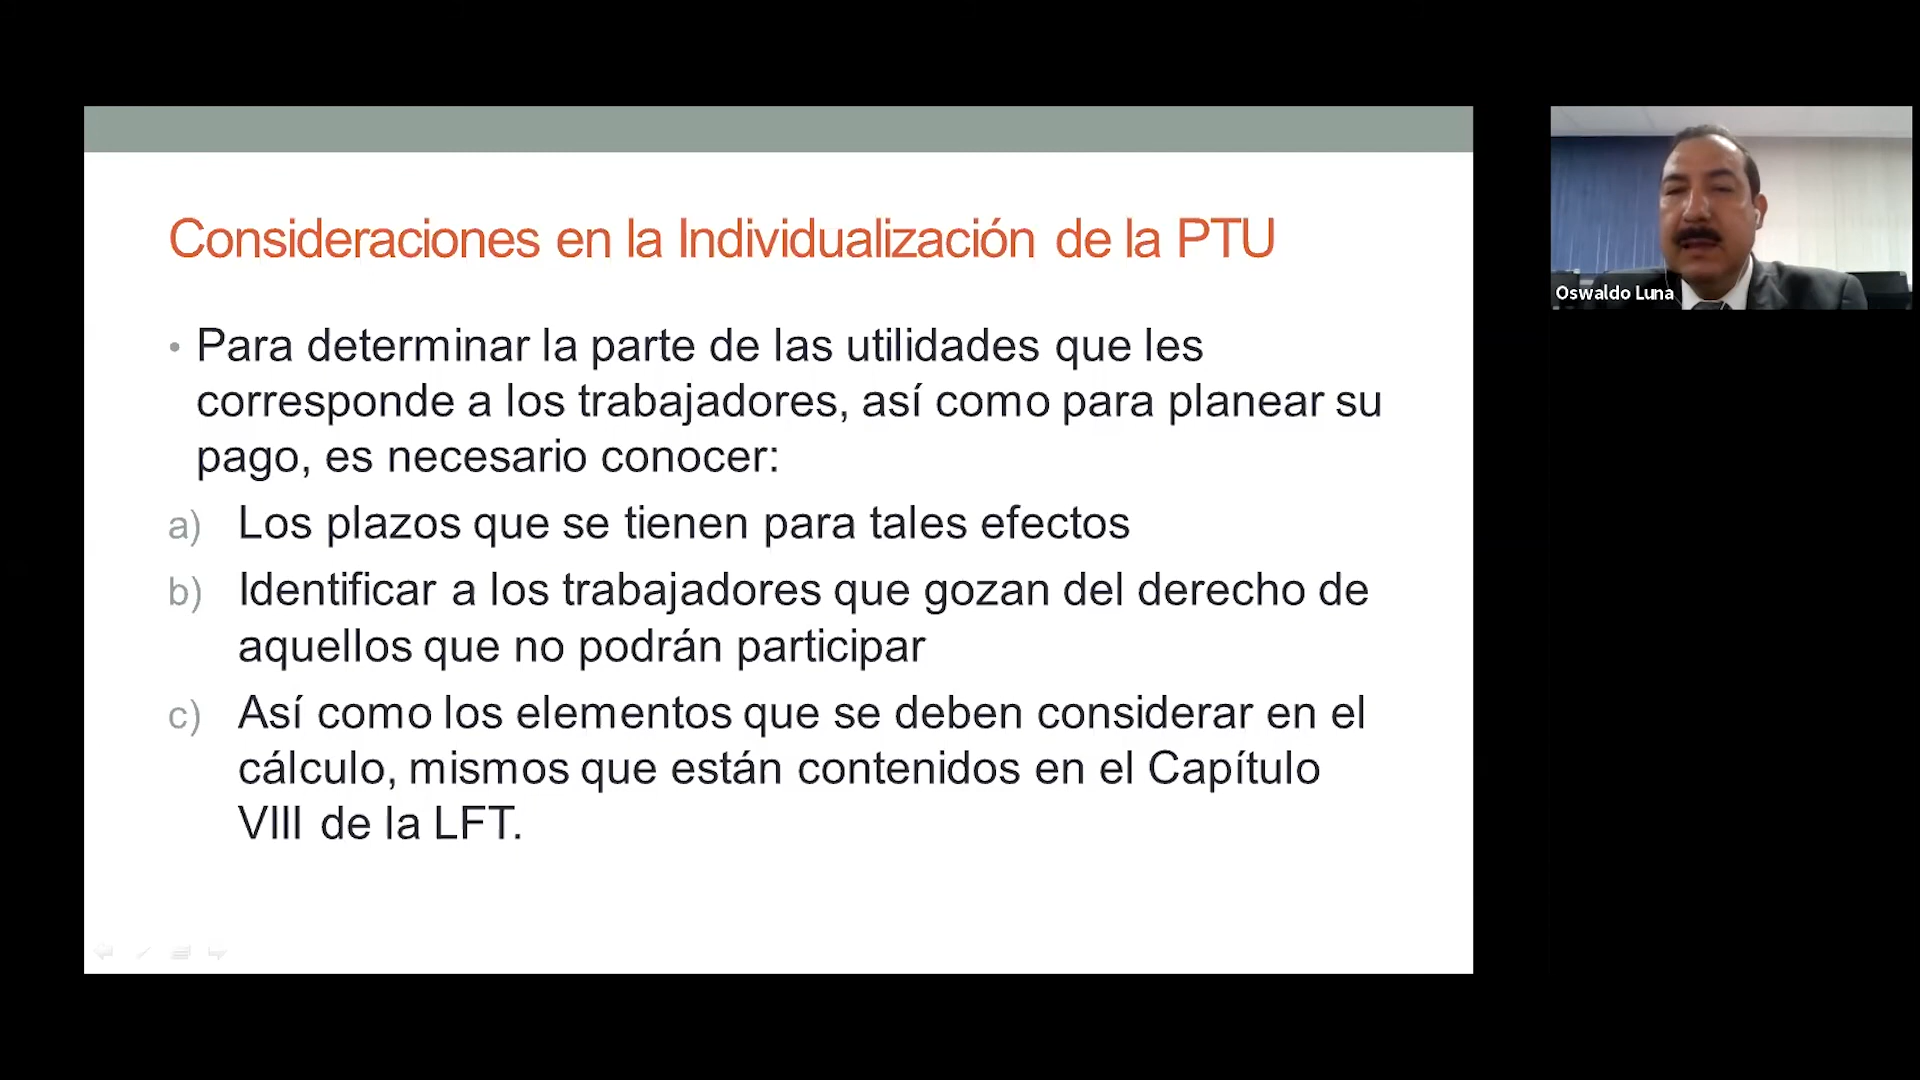 Consideraciones en la Individualización de la PTU
• Para determinar la parte de las utilidades que les
corresponde a los trabajadores, así como para planear su
pago, es necesario conocer:
a) Los plazos que se tienen para tales efectos
b) Identificar a los trabajadores que gozan del derecho de
aquellos que no podrán participar
c) Así como los elementos que se deben considerar en el
cálculo, mismos que están contenidos en el Capítulo
VIII de la LFT.
Oswaldo Luna